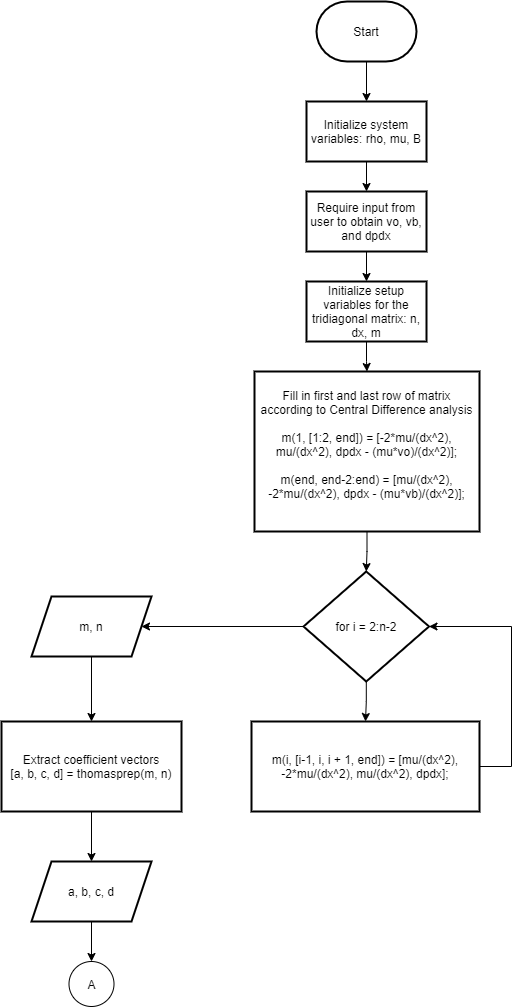 Start
Initialize system
variables: rho, mu, B
Require input from
user to obtain vo, vb,
and dpdx
Initialize setup
variables for the
tridiagonal matrix: n,
dx, m
Fill in first and last row of matrix
according to Central Difference analysis
m(1, [1:2, end]) = [-2*mu/(dx^2),
mu/(dx^2), dpdx - (mu*vo)/(dx^2)];
m(end, end-2:end) = [mu/(dx^2),
-2*mu/(dx^2), dpdx - (mu*vb)/(dx^2)];
for i = 2:n-2
m, n
m(i, [i-1, i, i + 1, end]) = [mu/(dx^2),
-2*mu/(dx^2), mu/(dx^2), dpdx];
Extract coefficient vectors
[a, b, c, d] = thomasprep(m, n)
a, b, c, d
A